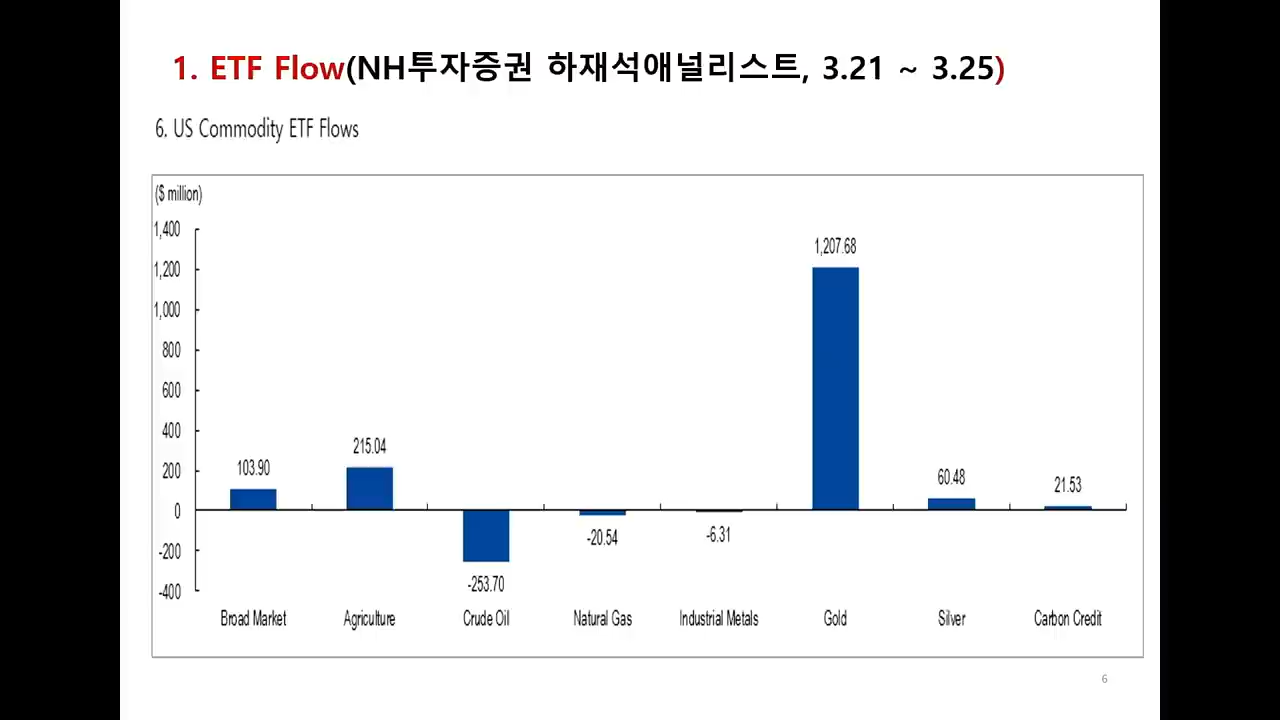 1. ETF Flow(NH투자증권 하재석애널리스트, 3.21 ~ 3.25)
6. US Commodity ETF Flows
($ million)
1,400
1,200
1,000
800
600
400
200
0
-200
-400
103.90
215.04
-253.70
-20.54
-6.31
1,207.68
60.48
21.53
Broad Market
Agriculture
Crude Oil
Natural Gas
Industrial Metals
Gold
Silver
Carbon Credit
6